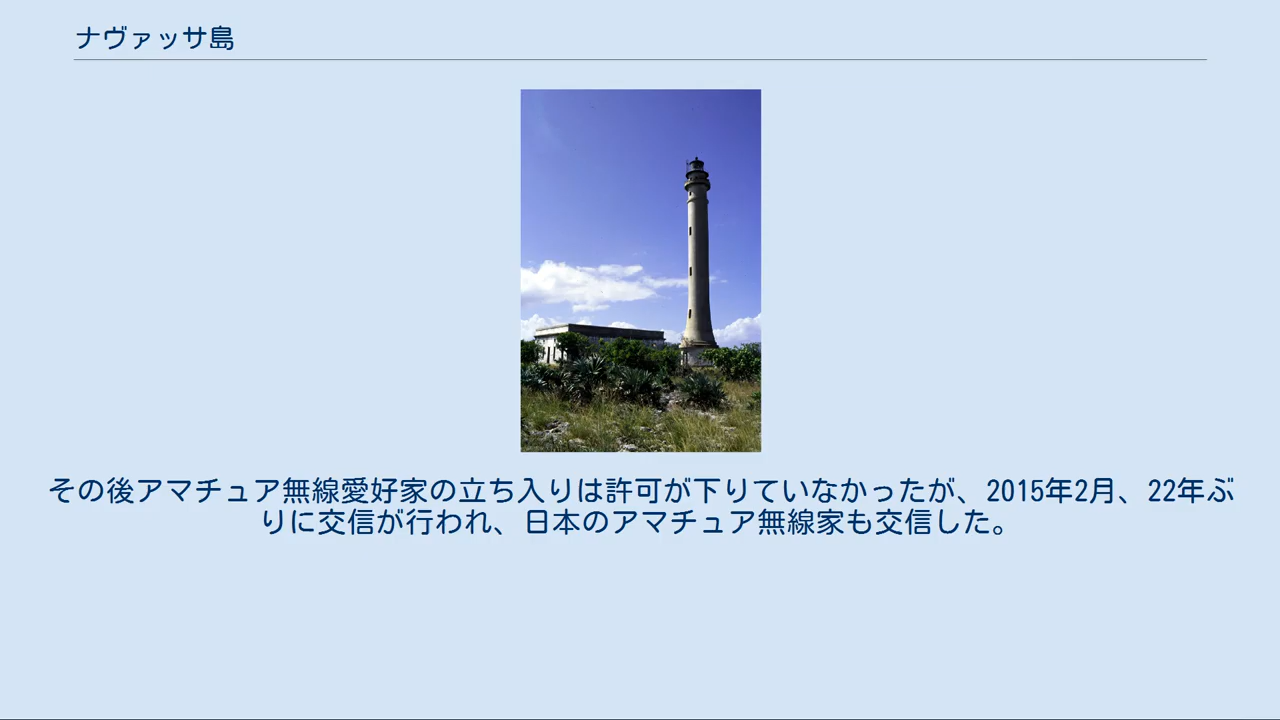 ナヴァッサ島
その後アマチュア無線愛好家の立ち入りは許可が下りていなかったが、2015年2月、22年ぶ
りに交信が行われ、日本のアマチュア無線家も交信した。